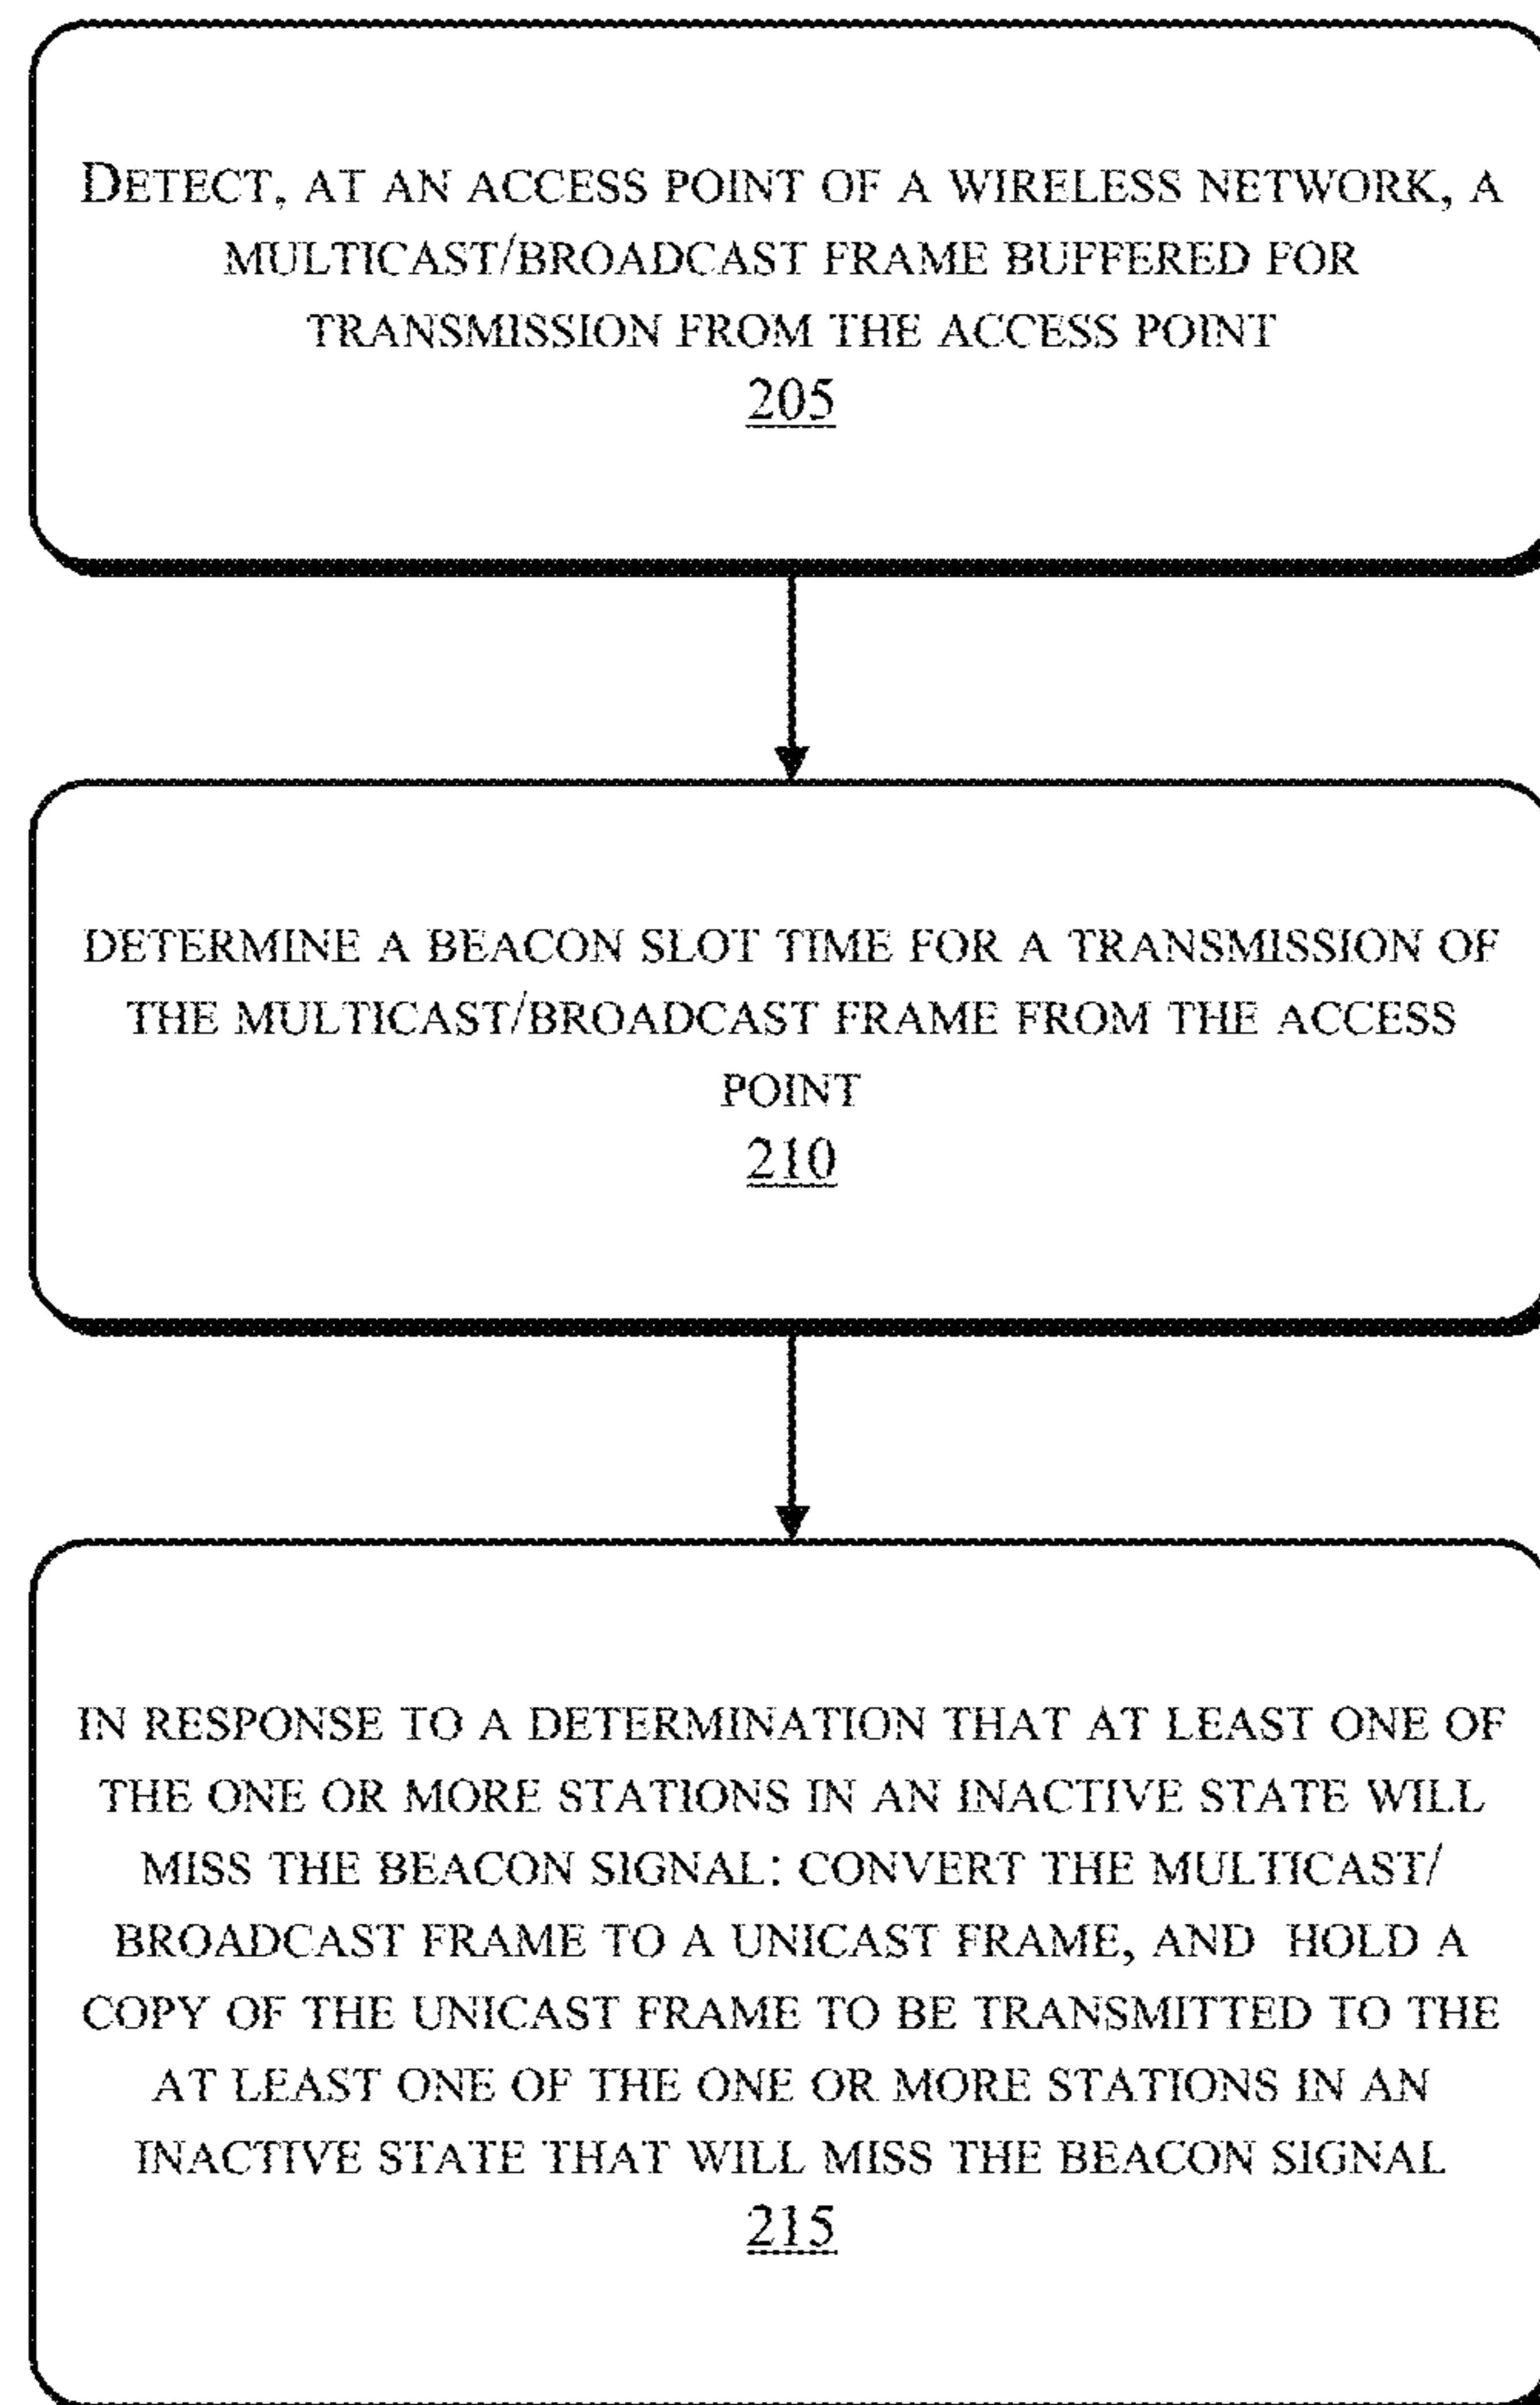 DETECT, AT AN ACCESS POINT OF A WIRELESS NETWORK, A
MULTICAST/BROADCAST FRAME BUFFERED FOR
TRANSMISSION FROM THE ACCESS POINT
205
DETERMINE A BEACON SLOT TIME FOR A TRANSMISSION OF
THE MULTICAST/BROADCAST FRAME FROM THE ACCESS
POINT
210
IN RESPONSE TO A DETERMINATION THAT AT LEAST ONE OF
THE ONE OR MORE STATIONS IN AN INACTIVE STATE WILL
MISS THE BEACON SIGNAL: CONVERT THE MULTICAST/
BROADCAST FRAME TO A UNICAST FRAME, AND HOLD A
COPY OF THE UNICAST FRAME TO BE TRANSMITTED TO THE
AT LEAST ONE OF THE ONE OR MORE STATIONS IN AN
INACTIVE STATE THAT WILL MISS THE BEACON SIGNAL
215